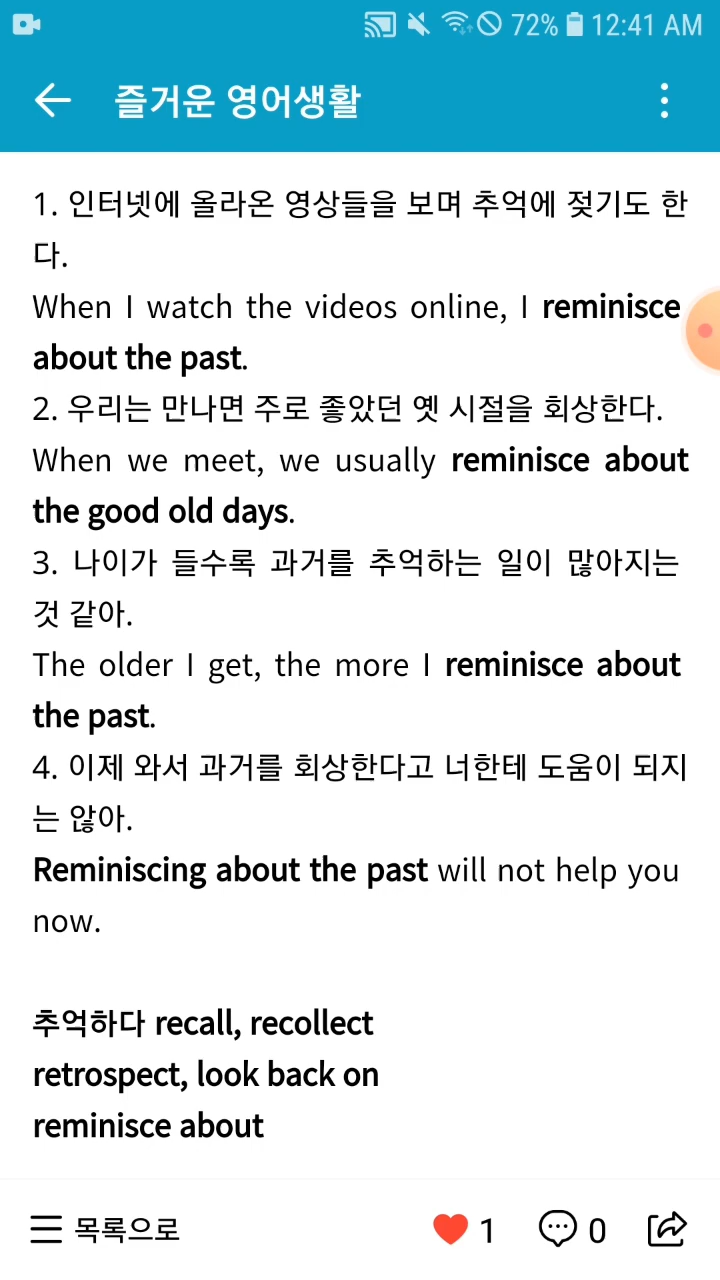 72% 12:41 AM
즐거운 영어생활
1. 인터넷에 올라온 영상들을 보며 추억에 젖기도 한
다.
When I watch the videos online, I reminisce
about the past.
2. 우리는 만나면 주로 좋았던 옛 시절을 회상한다.
When we meet, we usually reminisce about
the good old days.
3. 나이가 들수록 과거를 추억하는 일이 많아지는
것 같아.
The older I get, the more I reminisce about
the past.
4. 이제 와서 과거를 회상한다고 너한테 도움이 되지
는 않아.
Reminiscing about the past will not help you
now.
추억하다 recall, recollect
retrospect, look back on
reminisce about
목록으로 1 0